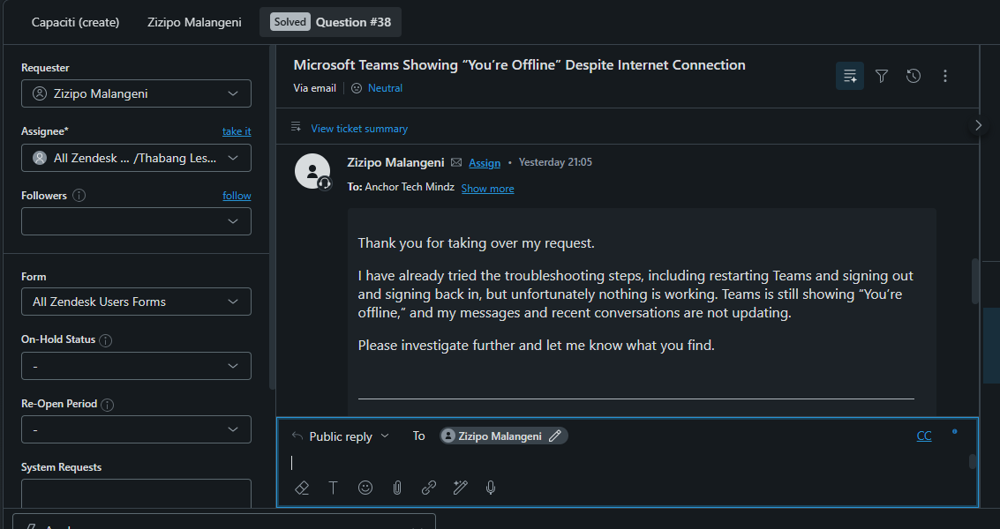 Capaciti (create) Zizipo Malangeni Solved Question #38
Requester
Zizipo Malangeni
Assignee* take it
All Zendesk ... /Thabang Les...
Followers follow
Form
All Zendesk Users Forms
On-Hold Status
-
Re-Open Period
-
System Requests
Microsoft Teams Showing “You’re Offline” Despite Internet Connection
Via email Neutral
View ticket summary
Zizipo Malangeni Assign • Yesterday 21:05
To: Anchor Tech Mindz Show more
Thank you for taking over my request.
I have already tried the troubleshooting steps, including restarting Teams and signing out
and signing back in, but unfortunately nothing is working. Teams is still showing “You’re
offline,” and my messages and recent conversations are not updating.
Please investigate further and let me know what you find.
Public reply To Zizipo Malangeni CC